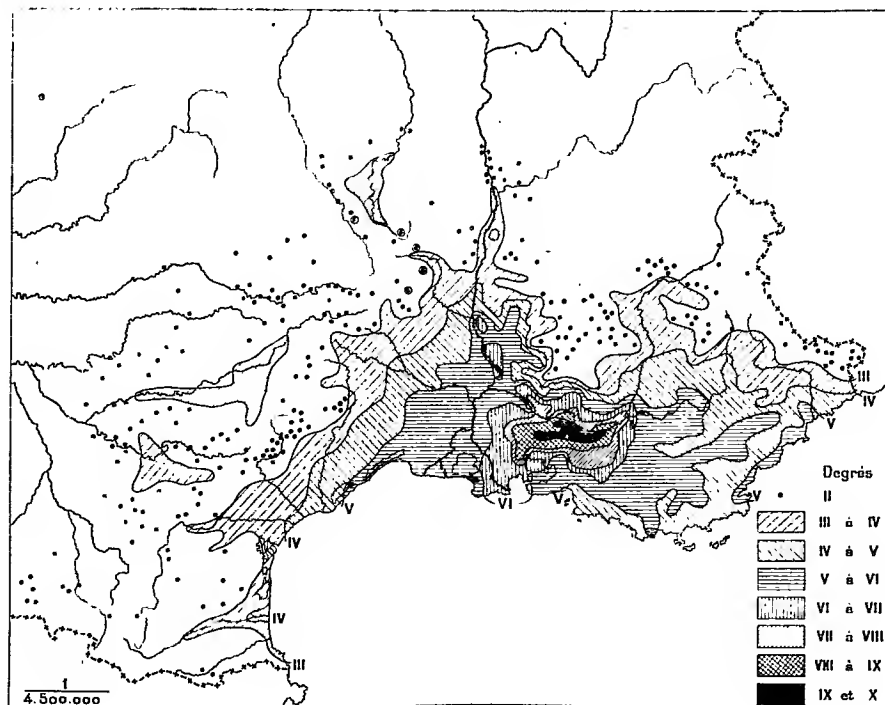 III
IV
V
Degrés
II
III à IV
IV à V
V à VI
VI à VII
VII à VIII
VIII à IX
IX et X
V
VI
V
V
IV
IV
III
1
4.500.000